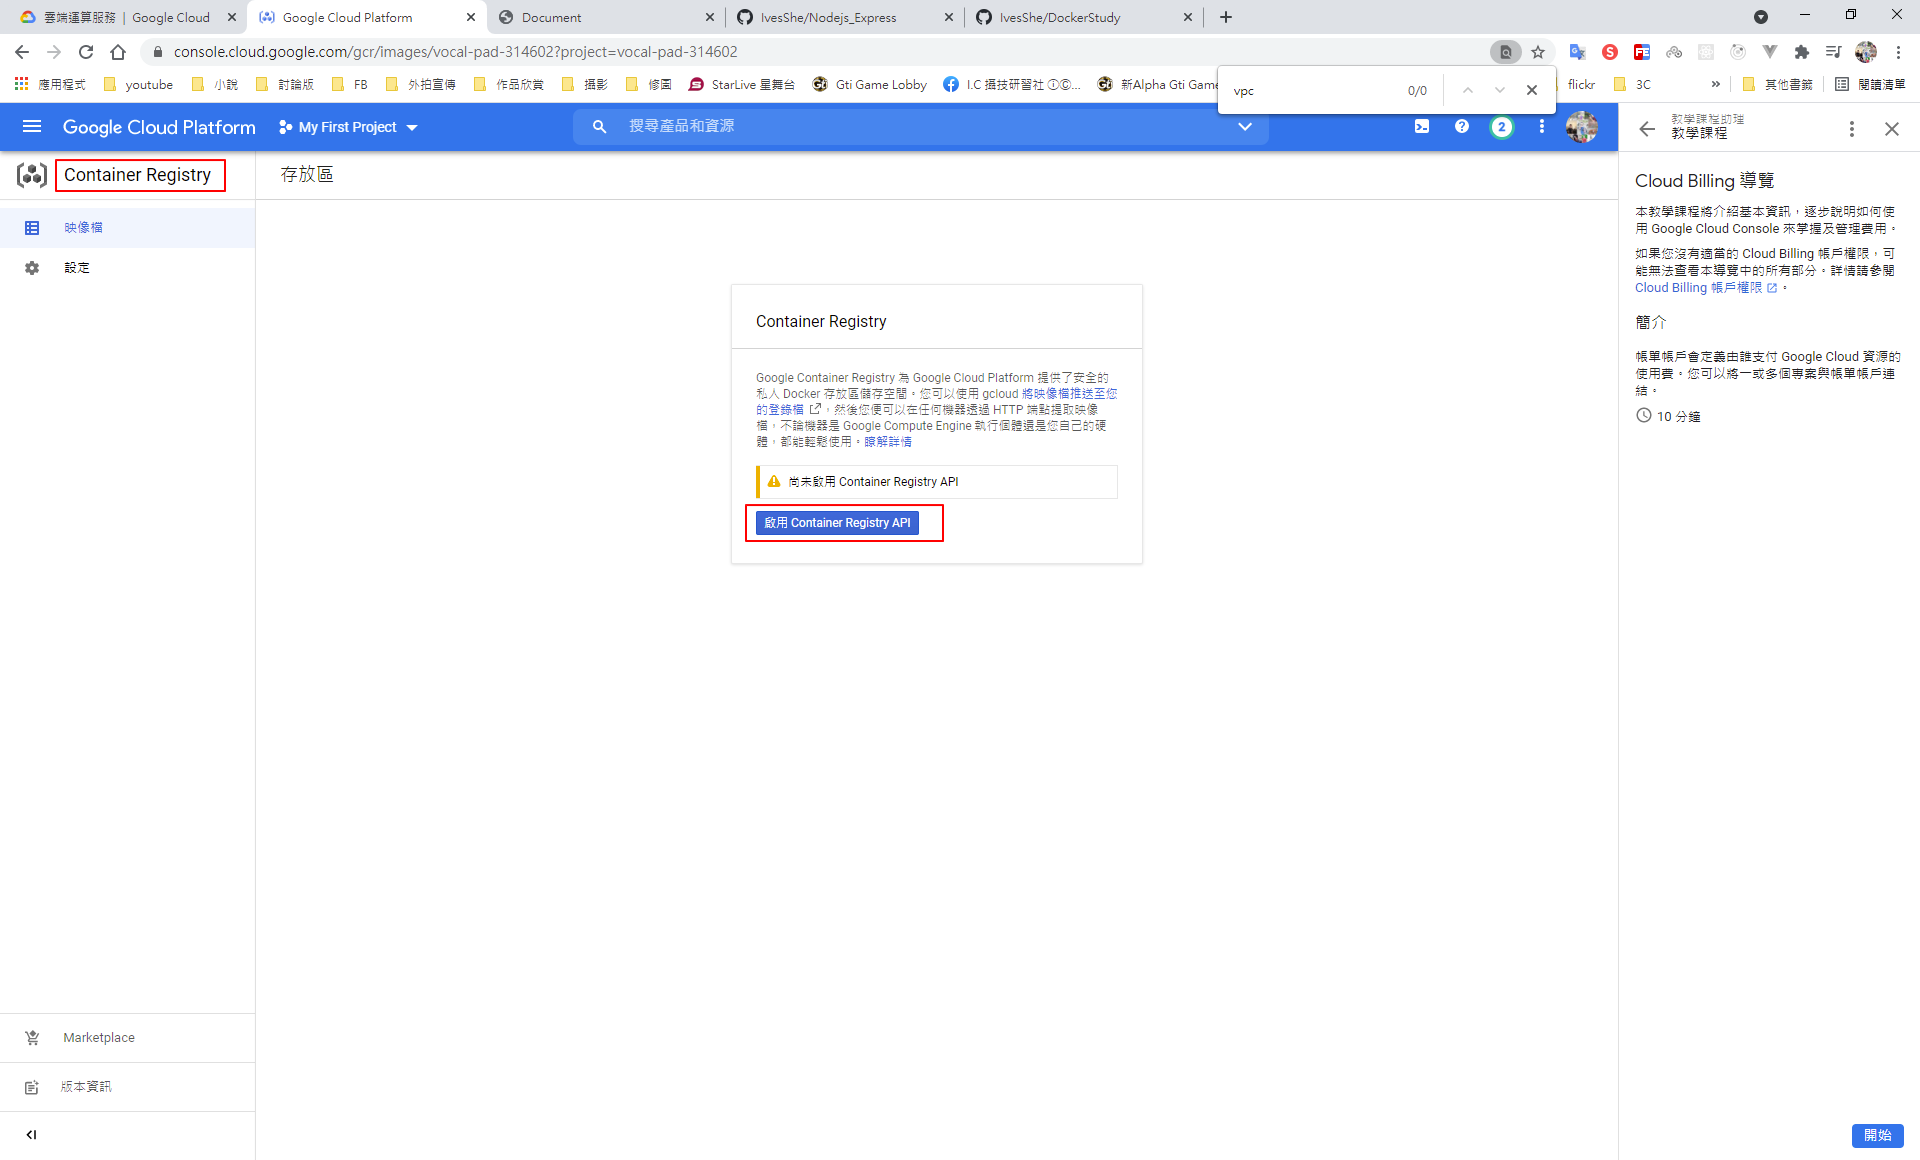 雲端運算服務 | Google Cloud
Google Cloud Platform
Document
IvesShe/Nodejs_Express
IvesShe/DockerStudy
console.cloud.google.com/gcr/images/vocal-pad-314602?project=vocal-pad-314602
應用程式
youtube
小說
討論版
FB
外拍宣傳
作品欣賞
攝影
修圖
StarLive 星舞台
Gti Game Lobby
I.C 攝技研習社 ⓘⒸ...
新Alpha Gti Game
flickr
3C
»
其他書籤
閱讀清單
vpc
0/0
Google Cloud Platform
My First Project
搜尋產品和資源
2
教學課程助理
教學課程
Container Registry
存放區
映像檔
設定
Container Registry
Google Container Registry 為 Google Cloud Platform 提供了安全的
私人 Docker 存放區儲存空間。您可以使用 gcloud 將映像檔推送至您
的登錄檔，然後您便可以在任何機器透過 HTTP 端點提取映像
檔，不論機器是 Google Compute Engine 執行個體還是您自己的硬
體，都能輕鬆使用。瞭解詳情
尚未啟用 Container Registry API
啟用 Container Registry API
Cloud Billing 導覽
本教學課程將介紹基本資訊，逐步說明如何使
用 Google Cloud Console 來掌握及管理費用。
如果您沒有適當的 Cloud Billing 帳戶權限，可
能無法查看本導覽中的所有部分。詳情請參閱
Cloud Billing 帳戶權限。
簡介
帳單帳戶會定義由誰支付 Google Cloud 資源的
使用費。您可以將一或多個專案與帳單帳戶連
結。
10 分鐘
Marketplace
版本資訊
開始